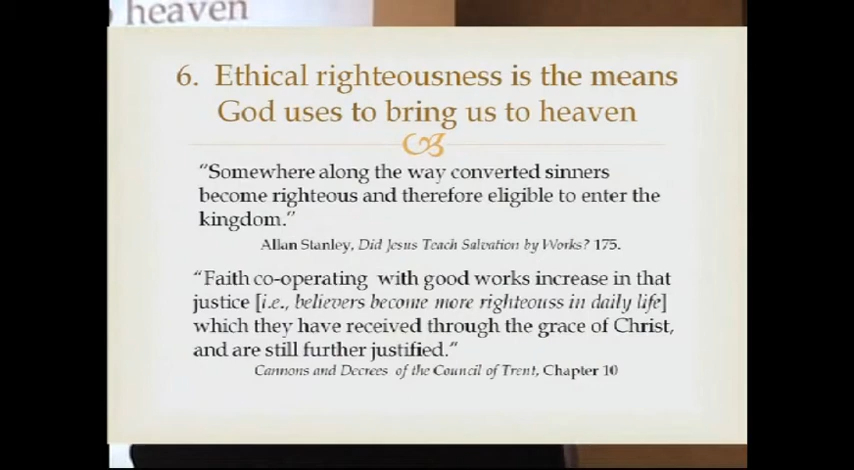 heaven
6. Ethical righteousness is the means
God uses to bring us to heaven
“Somewhere along the way converted sinners
become righteous and therefore eligible to enter the
kingdom.”
Allan Stanley, Did Jesus Teach Salvation by Works? 175.
“Faith co-operating with good works increase in that
justice [i.e., believers become more righteouss in daily life]
which they have received through the grace of Christ,
and are still further justified.”
Cannons and Decrees of the Council of Trent, Chapter 10